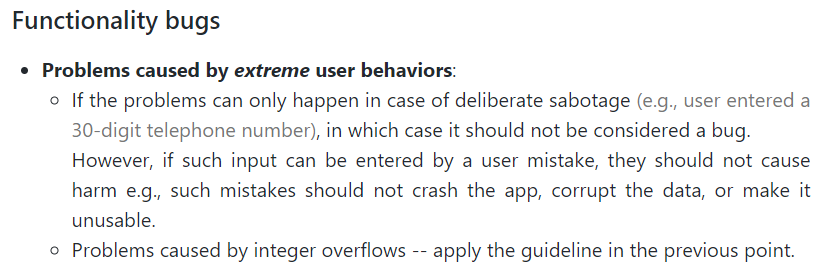 Functionality bugs
• Problems caused by extreme user behaviors:
◦ If the problems can only happen in case of deliberate sabotage (e.g., user entered a
30-digit telephone number), in which case it should not be considered a bug.
However, if such input can be entered by a user mistake, they should not cause
harm e.g., such mistakes should not crash the app, corrupt the data, or make it
unusable.
◦ Problems caused by integer overflows -- apply the guideline in the previous point.